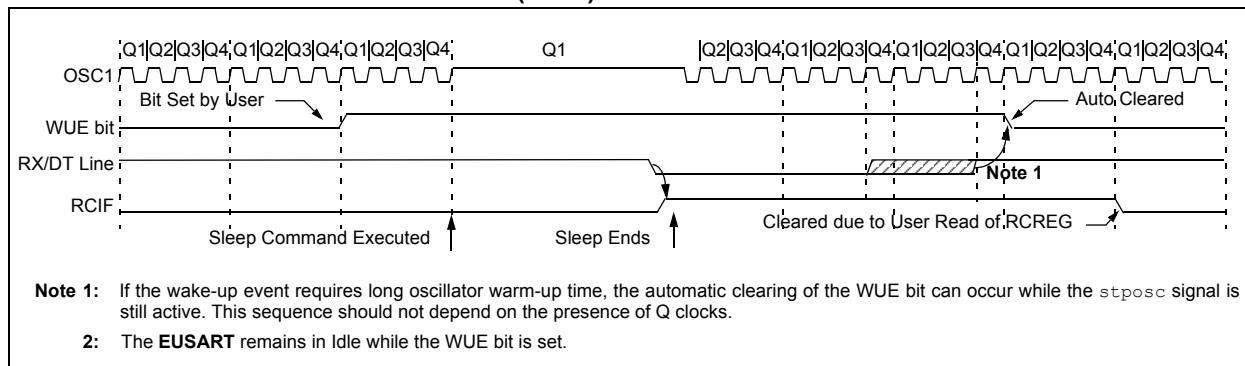 Q1|Q2|Q3|Q4|Q1|Q2|Q3|Q4|Q1|Q2|Q3|Q4 Q1 |Q2|Q3|Q4|Q1|Q2|Q3|Q4|Q1|Q2|Q3|Q4|Q1|Q2|Q3|Q4|Q1|Q2|Q3|Q4
OSC1
Bit Set by User Auto Cleared
WUE bit
RX/DT Line
Note 1
RCIF
Cleared due to User Read of RCREG
Sleep Command Executed Sleep Ends
Note 1: If the wake-up event requires long oscillator warm-up time, the automatic clearing of the WUE bit can occur while the stposc signal is
still active. This sequence should not depend on the presence of Q clocks.
2: The EUSART remains in Idle while the WUE bit is set.